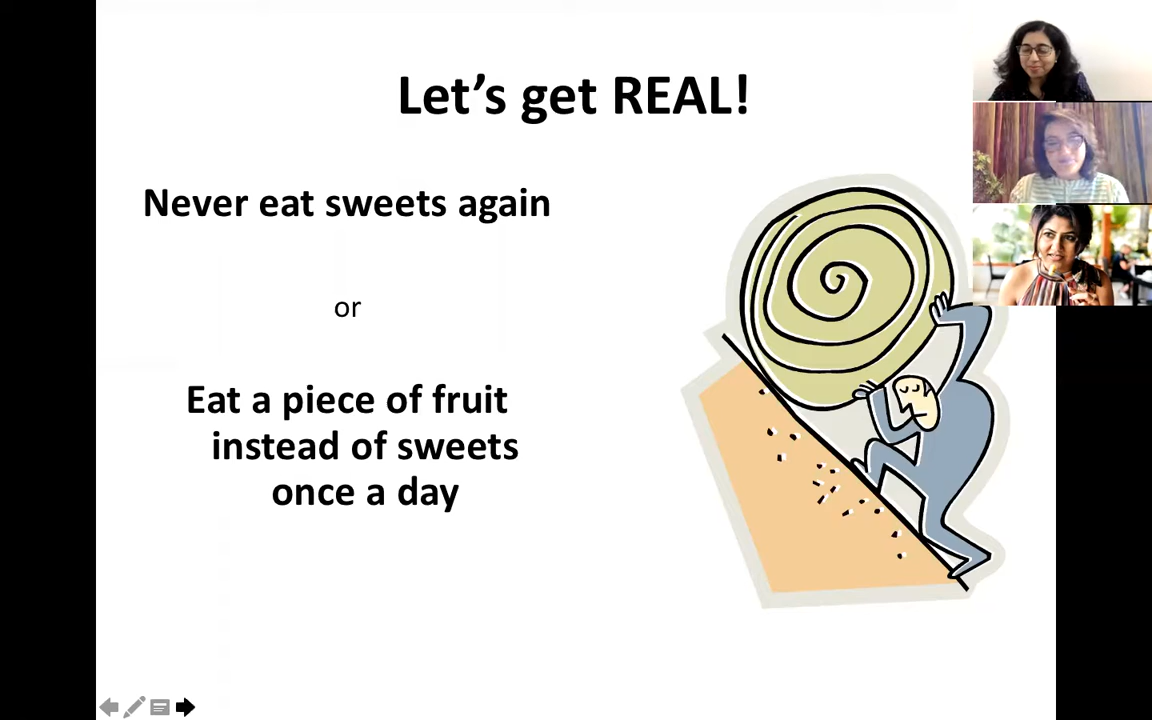 Let's get REAL!
Never eat sweets again
or
Eat a piece of fruit
instead of sweets
once a day